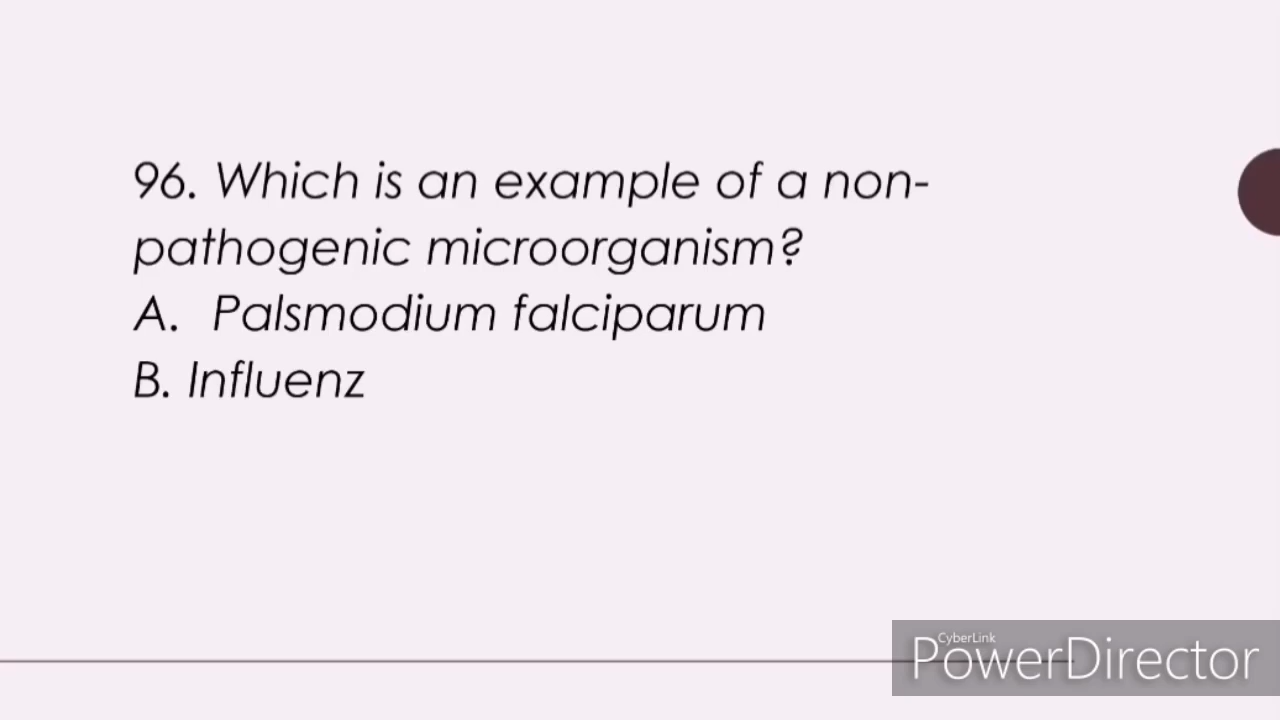 96. Which is an example of a non-
pathogenic microorganism?
A. Palsmodium falciparum
B. Influenz
CyberLink
PowerDirector